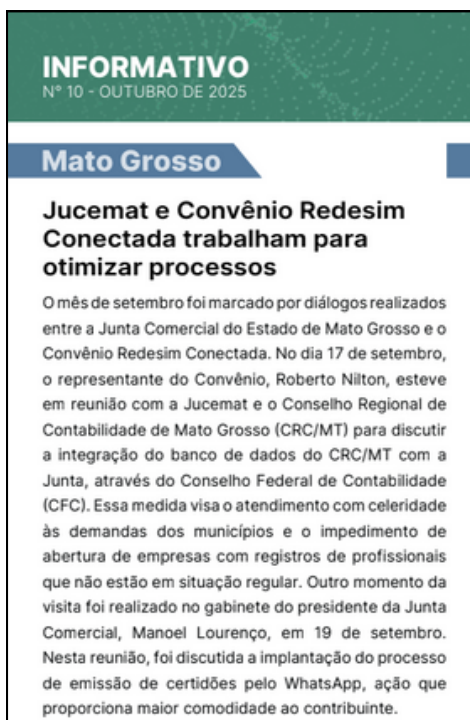 INFORMATIVO
N° 10 - OUTUBRO DE 2025
Mato Grosso
Jucemat e Convênio Redesim
Conectada trabalham para
otimizar processos
O mês de setembro foi marcado por diálogos realizados
entre a Junta Comercial do Estado de Mato Grosso e o
Convênio Redesim Conectada. No dia 17 de setembro,
o representante do Convênio, Roberto Nilton, esteve
em reunião com a Jucemat e o Conselho Regional de
Contabilidade de Mato Grosso (CRC/MT) para discutir
a integração do banco de dados do CRC/MT com a
Junta, através do Conselho Federal de Contabilidade
(CFC). Essa medida visa o atendimento com celeridade
às demandas dos municípios e o impedimento de
abertura de empresas com registros de profissionais
que não estão em situação regular. Outro momento da
visita foi realizado no gabinete do presidente da Junta
Comercial, Manoel Lourenço, em 19 de setembro.
Nesta reunião, foi discutida a implantação do processo
de emissão de certidões pelo WhatsApp, ação que
proporciona maior comodidade ao contribuinte.